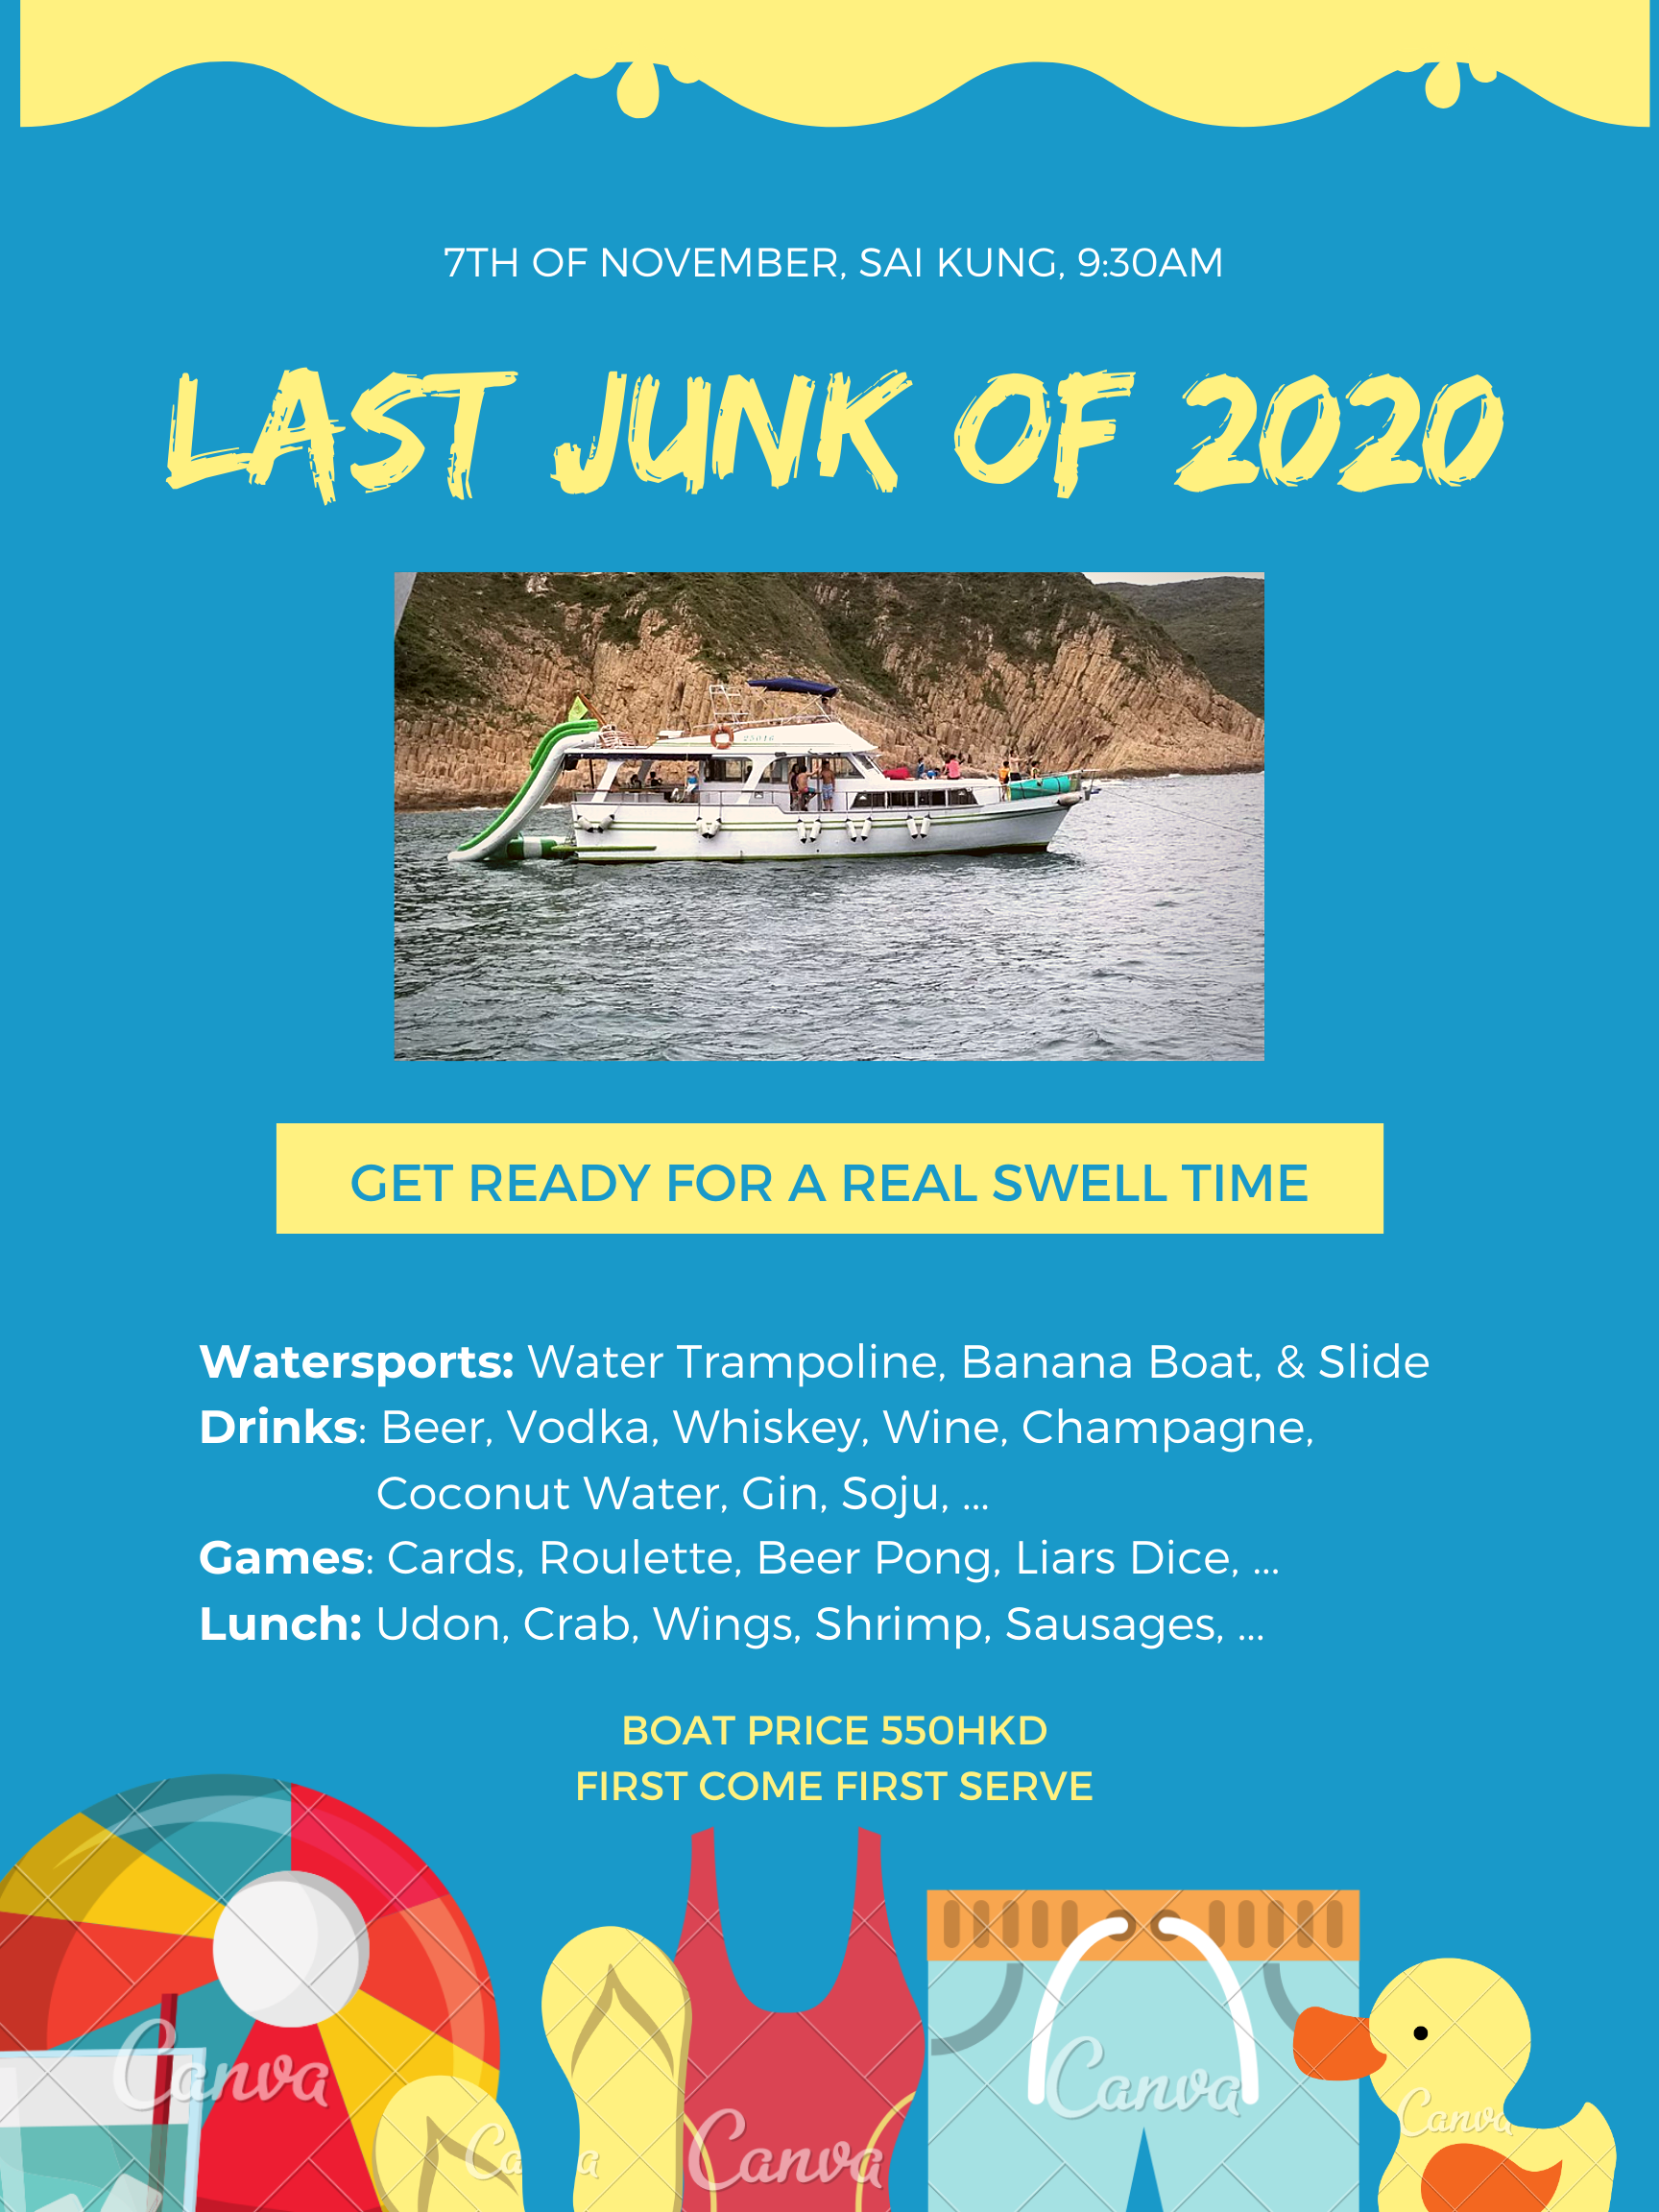 7TH OF NOVEMBER, SAI KUNG, 9:30AM
LAST JUNK OF 2020
GET READY FOR A REAL SWELL TIME
Watersports: Water Trampoline, Banana Boat, & Slide
Drinks: Beer, Vodka, Whiskey, Wine, Champagne,
Coconut Water, Gin, Soju, ...
Games: Cards, Roulette, Beer Pong, Liars Dice, ...
Lunch: Udon, Crab, Wings, Shrimp, Sausages, ...
BOAT PRICE 550HKD
FIRST COME FIRST SERVE
Canva
Canva
Canva
Canva